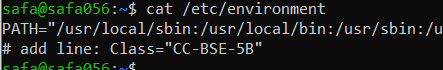 safa@safa056:~$ cat /etc/environment
PATH="/usr/local/sbin:/usr/local/bin:/usr/sbin:/u
# add line: Class="CC-BSE-5B"
safa@safa056:~$